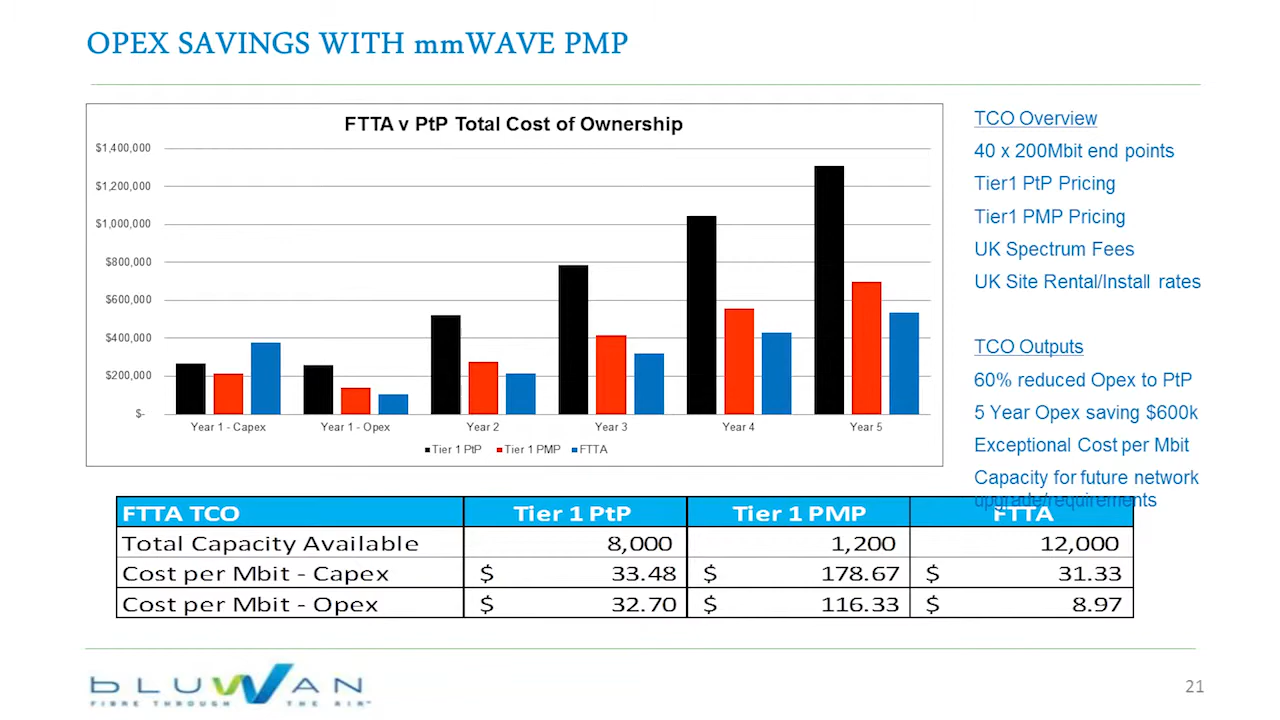 OPEX SAVINGS WITH mmWAVE PMP
FTTA v PtP Total Cost of Ownership
$1,400,000
$1,200,000
$1,000,000
$800,000
$600,000
$400,000
$200,000
$-
Year 1 - Capex Year 1 - Opex Year 2 Year 3 Year 4 Year 5
Tier 1 PtP Tier 1 PMP FTTA
TCO Overview
40 x 200Mbit end points
Tier1 PtP Pricing
Tier1 PMP Pricing
UK Spectrum Fees
UK Site Rental/Install rates
TCO Outputs
60% reduced Opex to PtP
5 Year Opex saving $600k
Exceptional Cost per Mbit
Capacity for future network
upgrade/requirements
FTTA TCO Tier 1 PtP Tier 1 PMP FTTA
Total Capacity Available 8,000 1,200 12,000
Cost per Mbit - Capex $ 33.48 $ 178.67 $ 31.33
Cost per Mbit - Opex $ 32.70 $ 116.33 $ 8.97
bLUWAN
FIBRE THROUGH THE AIR™
21